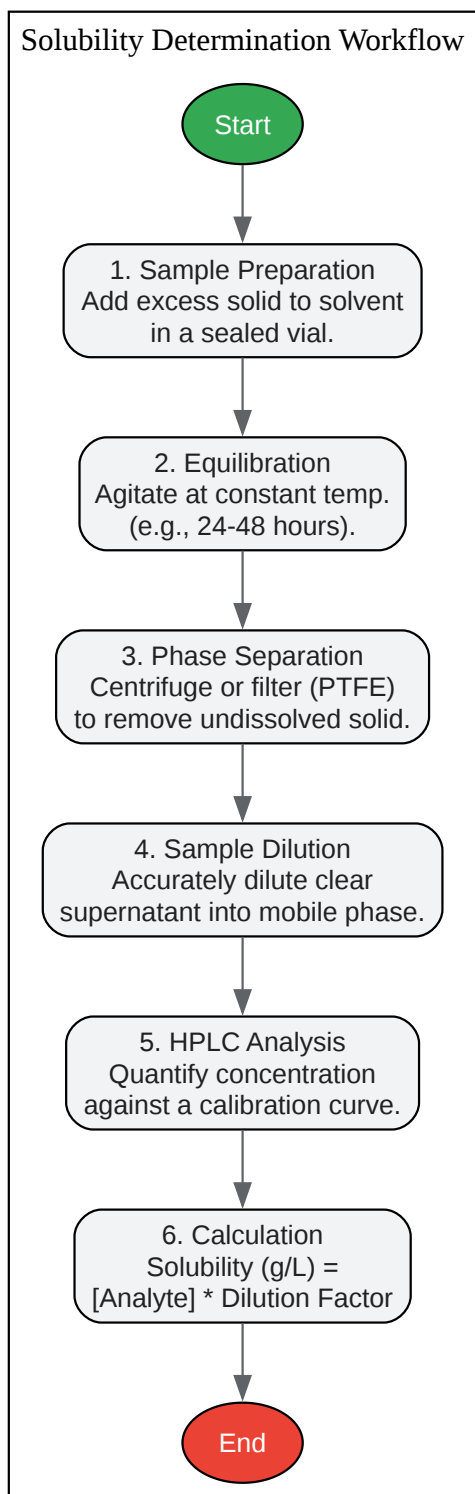 Solubility Determination Workflow
Start
1. Sample Preparation
Add excess solid to solvent
in a sealed vial.
2. Equilibration
Agitate at constant temp.
(e.g., 24-48 hours).
3. Phase Separation
Centrifuge or filter (PTFE)
to remove undissolved solid.
4. Sample Dilution
Accurately dilute clear
supernatant into mobile phase.
5. HPLC Analysis
Quantify concentration
against a calibration curve.
6. Calculation
Solubility (g/L) =
[Analyte] * Dilution Factor
End